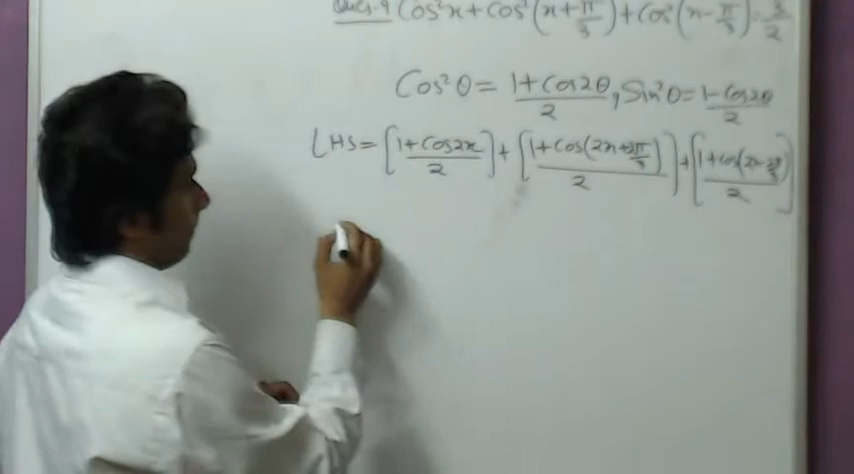 Ques-9 Cos²x + Cos²(x + π/3) + Cos²(x - π/3) = 3/2
Cos²θ = 1 + Cos2θ / 2, Sin²θ = 1 - Cos2θ / 2
LHS = [1 + Cos2x / 2] + [1 + Cos(2x + 2π/3) / 2] + [1 + Cos(2x - 2π/3) / 2]